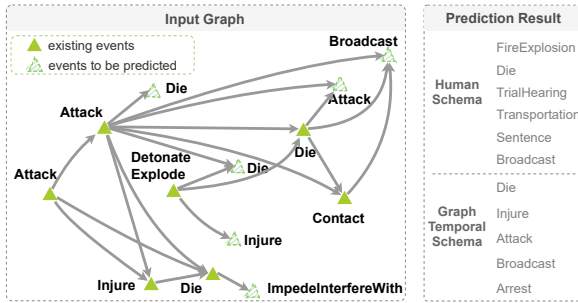 Input Graph
existing events
events to be predicted
Broadcast
Die
Attack
Attack
Die
Detonate
Explode
Die
Attack
Contact
Injure
Injure
Die
ImpedeInterfereWith
Prediction Result
Human
Schema
FireExplosion
Die
TrialHearing
Transportation
Sentence
Broadcast
Graph
Temporal
Schema
Die
Injure
Attack
Broadcast
Arrest